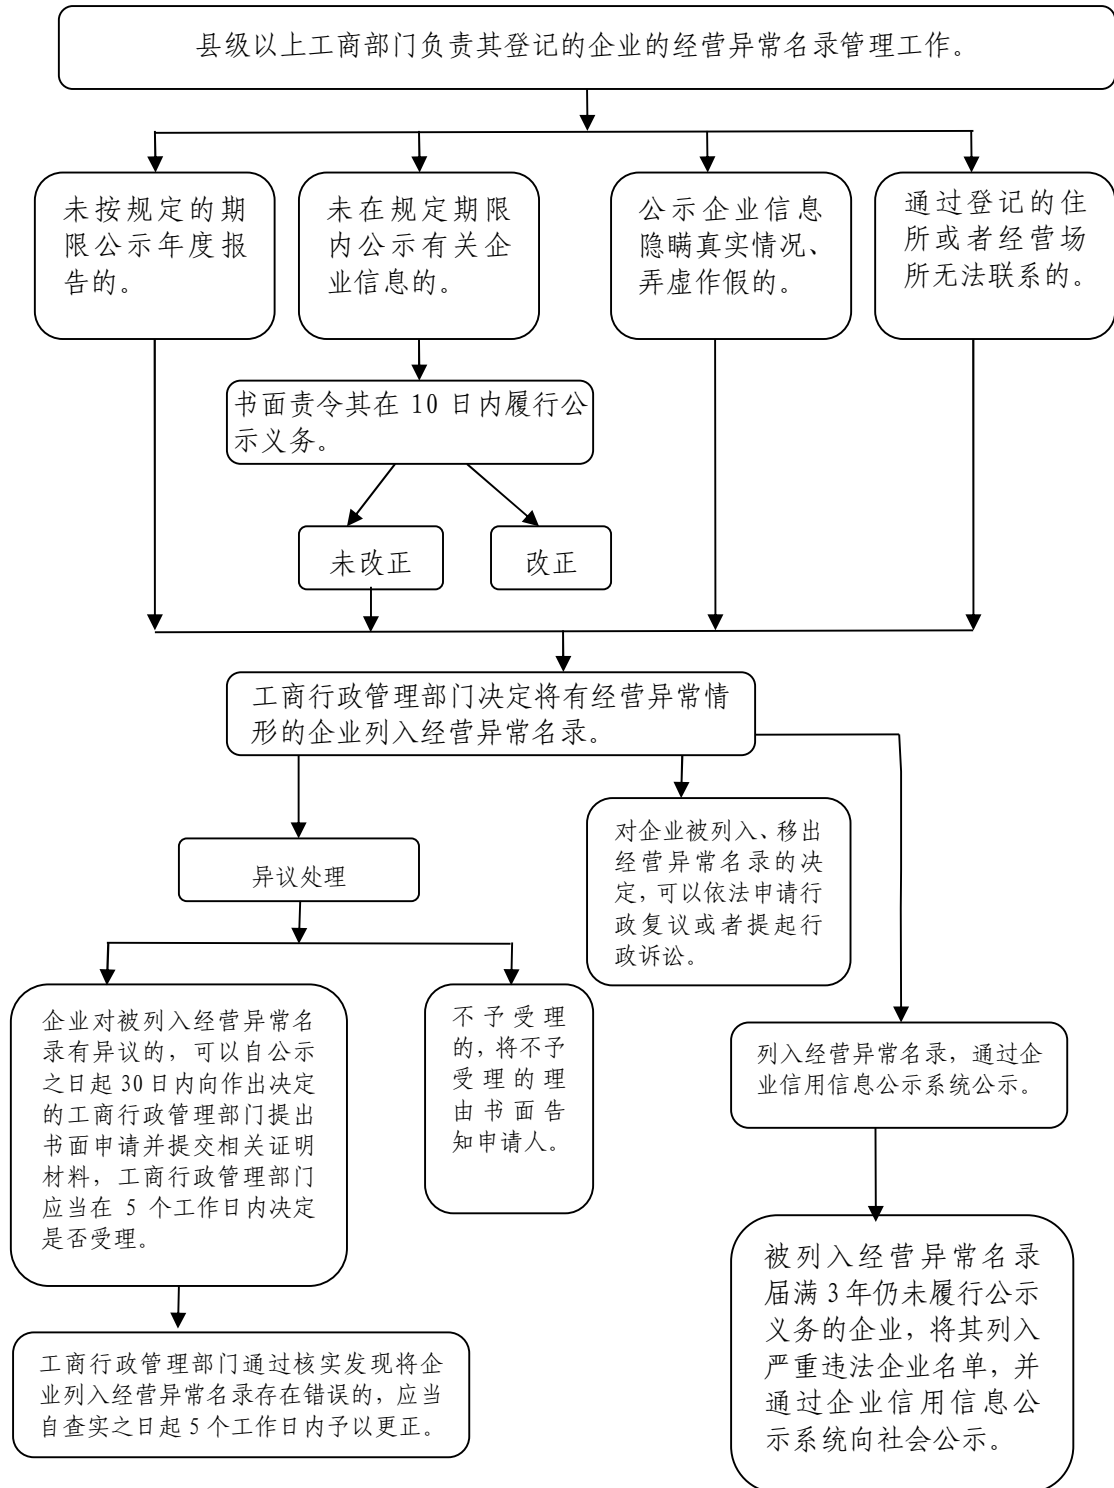 县级以上工商部门负责其登记的企业的经营异常名录管理工作。
未按规定的期
限公示年度报
告的。
未在规定期限
内公示有关企
业信息的。
公示企业信息
隐瞒真实情况、
弄虚作假的。
通过登记的住
所或者经营场
所无法联系的。
书面责令其在 10 日内履行公
示义务。
未改正
改正
工商行政管理部门决定将有经营异常情
形的企业列入经营异常名录。
异议处理
对企业被列入、移出
经营异常名录的决
定，可以依法申请行
政复议或者提起行
政诉讼。
企业对被列入经营异常名
录有异议的，可以自公示
之日起 30 日内向作出决定
的工商行政管理部门提出
书面申请并提交相关证明
材料，工商行政管理部门
应当在 5 个工作日内决定
是否受理。
不予受理
的，将不予
受理的理
由书面告
知申请人。
列入经营异常名录，通过企
业信用信息公示系统公示。
工商行政管理部门通过核实发现将企
业列入经营异常名录存在错误的，应当
自查实之日起 5 个工作日内予以更正。
被列入经营异常名录
届满 3 年仍未履行公示
义务的企业，将其列入
严重违法企业名单，并
通过企业信用信息公
示系统向社会公示。